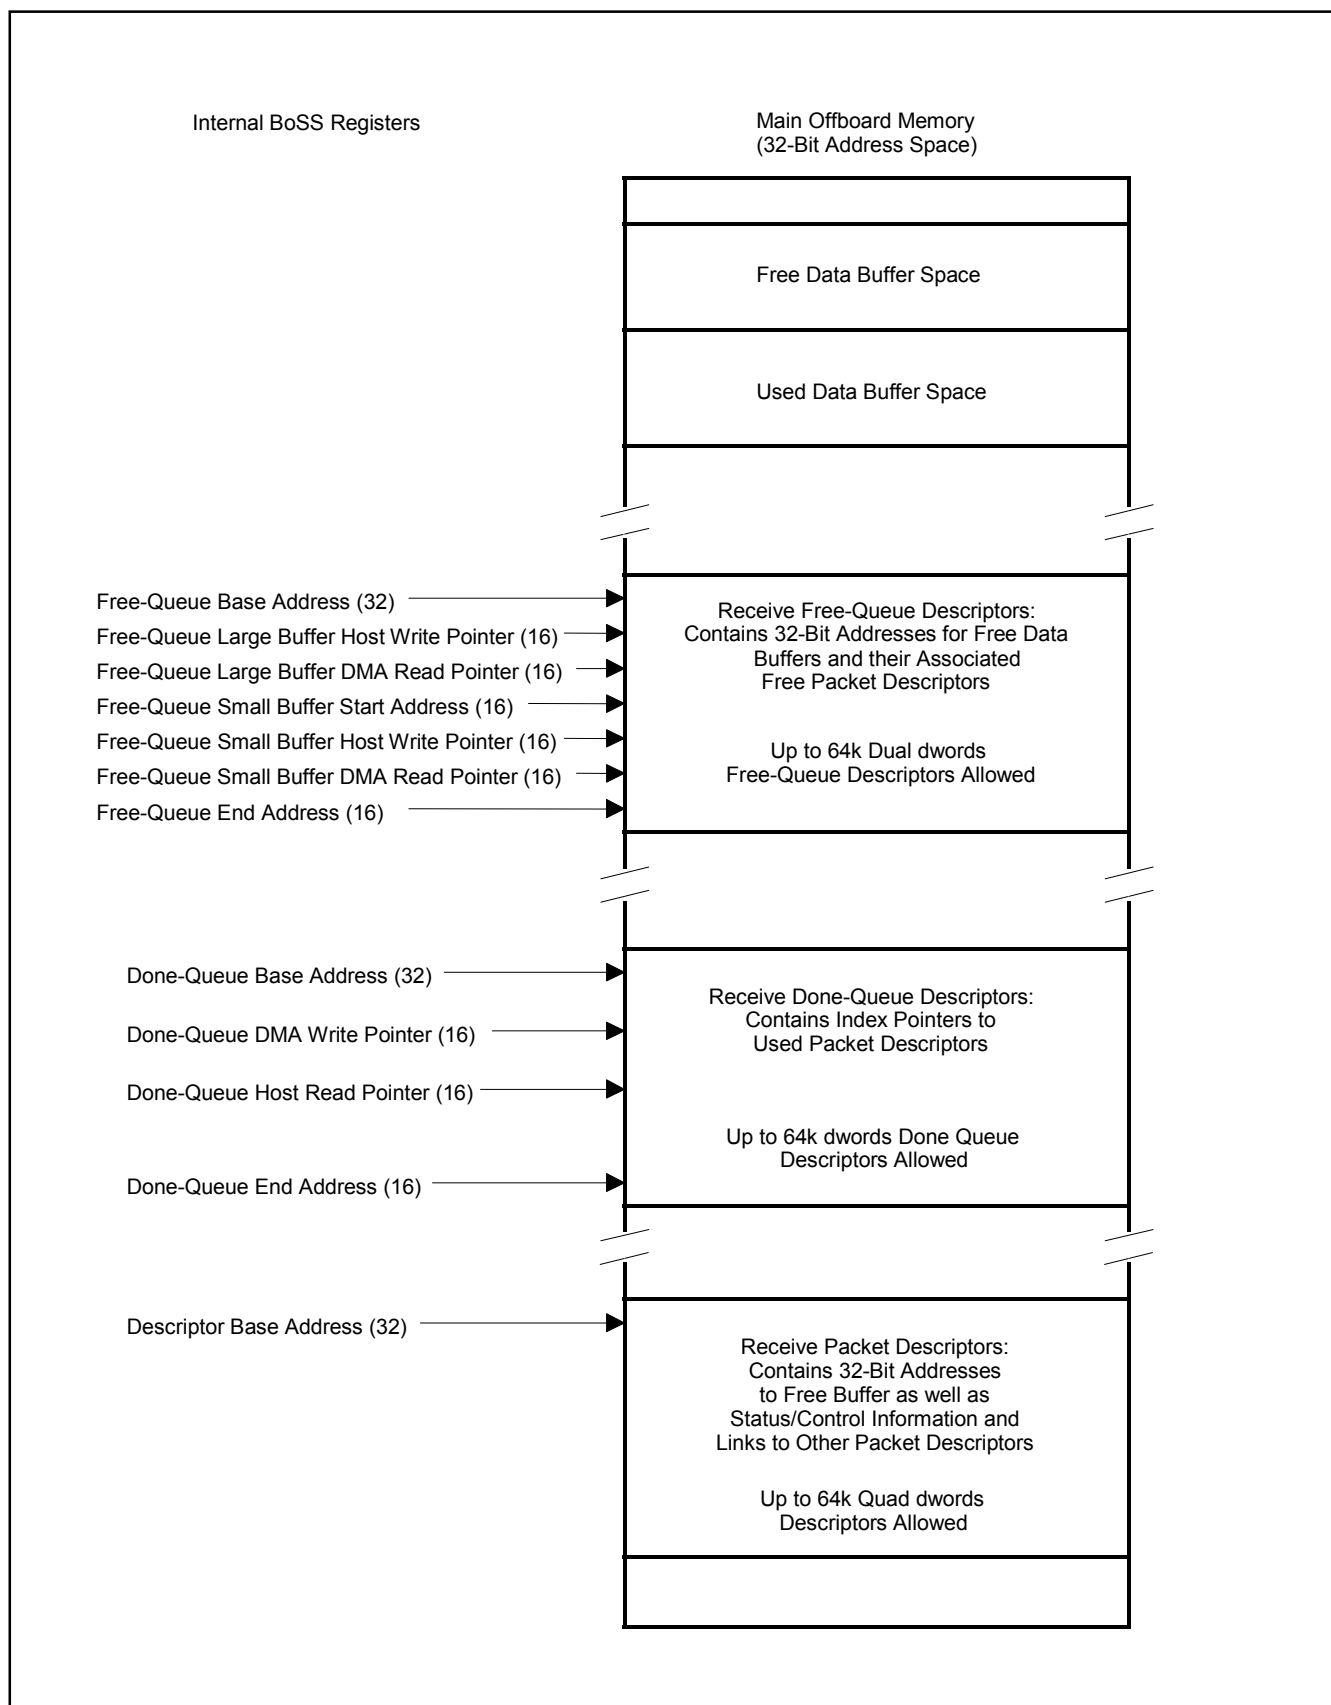 Internal BoSS Registers
Main Offboard Memory
(32-Bit Address Space)
Free Data Buffer Space
Used Data Buffer Space
Free-Queue Base Address (32)
Free-Queue Large Buffer Host Write Pointer (16)
Free-Queue Large Buffer DMA Read Pointer (16)
Free-Queue Small Buffer Start Address (16)
Free-Queue Small Buffer Host Write Pointer (16)
Free-Queue Small Buffer DMA Read Pointer (16)
Free-Queue End Address (16)
Receive Free-Queue Descriptors:
Contains 32-Bit Addresses for Free Data
Buffers and their Associated
Free Packet Descriptors
Up to 64k Dual dwords
Free-Queue Descriptors Allowed
Done-Queue Base Address (32)
Done-Queue DMA Write Pointer (16)
Done-Queue Host Read Pointer (16)
Done-Queue End Address (16)
Receive Done-Queue Descriptors:
Contains Index Pointers to
Used Packet Descriptors
Up to 64k dwords Done Queue
Descriptors Allowed
Descriptor Base Address (32)
Receive Packet Descriptors:
Contains 32-Bit Addresses
to Free Buffer as well as
Status/Control Information and
Links to Other Packet Descriptors
Up to 64k Quad dwords
Descriptors Allowed